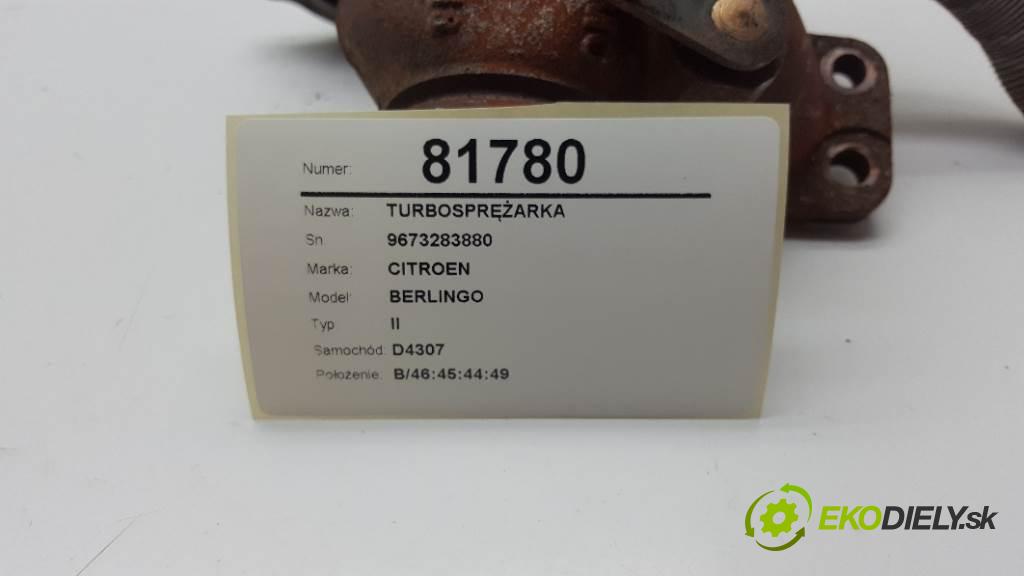 Numer: 81780
Nazwa: TURBOSPRĘŻARKA
Sn 9673283880
Marka: CITROEN
Model: BERLINGO
Typ: II
Samochód: D4307
Położenie: B/46:45:44:49
EKODIELY.sk